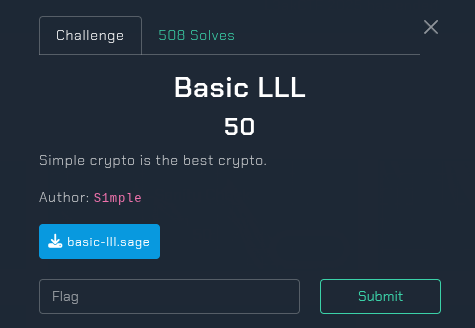 Challenge
508 Solves
Basic LLL
50
Simple crypto is the best crypto.
Author: S1mple
basic-lll.sage
Flag
Submit